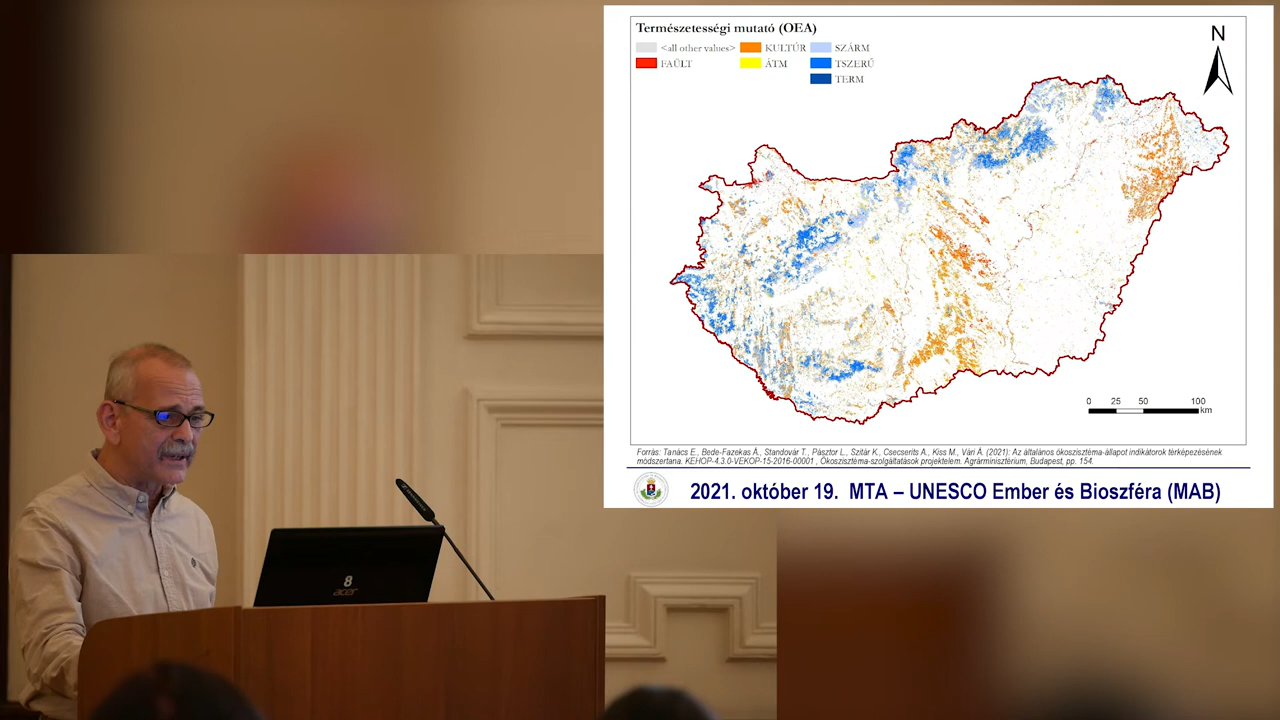 Természetességi mutató (OEA)
<all other values> KULTÚR SZÁRM
FAÜLT ÁTM TSZERŰ
TERM
N
0 25 50 100
km
Forrás: Tanács E., Bede-Fazekas Á., Standovár T., Pásztor L., Szitár K., Csecserits A., Kiss M., Vári Á. (2021): Az általános ökoszisztéma-állapot indikátorok térképezésének
módszertana. KEHOP-4.3.0-VEKOP-15-2016-00001 , Ökoszisztéma-szolgáltatások projektelem. Agrárminisztérium, Budapest, pp. 154.
2021. október 19. MTA – UNESCO Ember és Bioszféra (MAB)
8
acer